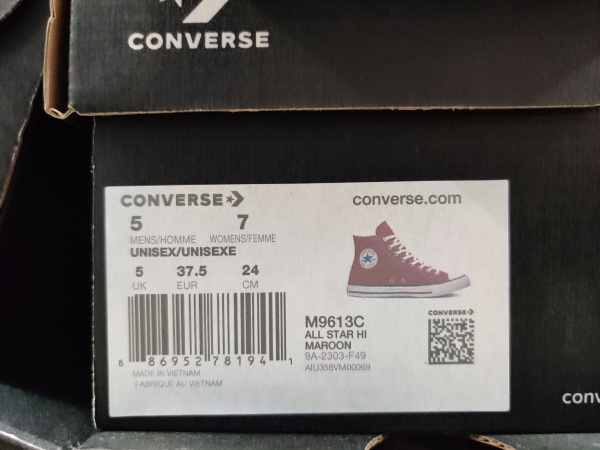 CONVERSE
CONVERSE
converse.com
5 7
MENS/HOMME WOMENS/FEMME
UNISEX/UNISEXE
5 37.5 24
UK EUR CM
8 86952 78194 1
M9613C
ALL STAR HI
MAROON
9A-2303-F49
AIU358VM00069
CONVERSE
MADE IN VIETNAM
FABRIQUE AU VIETNAM
conv